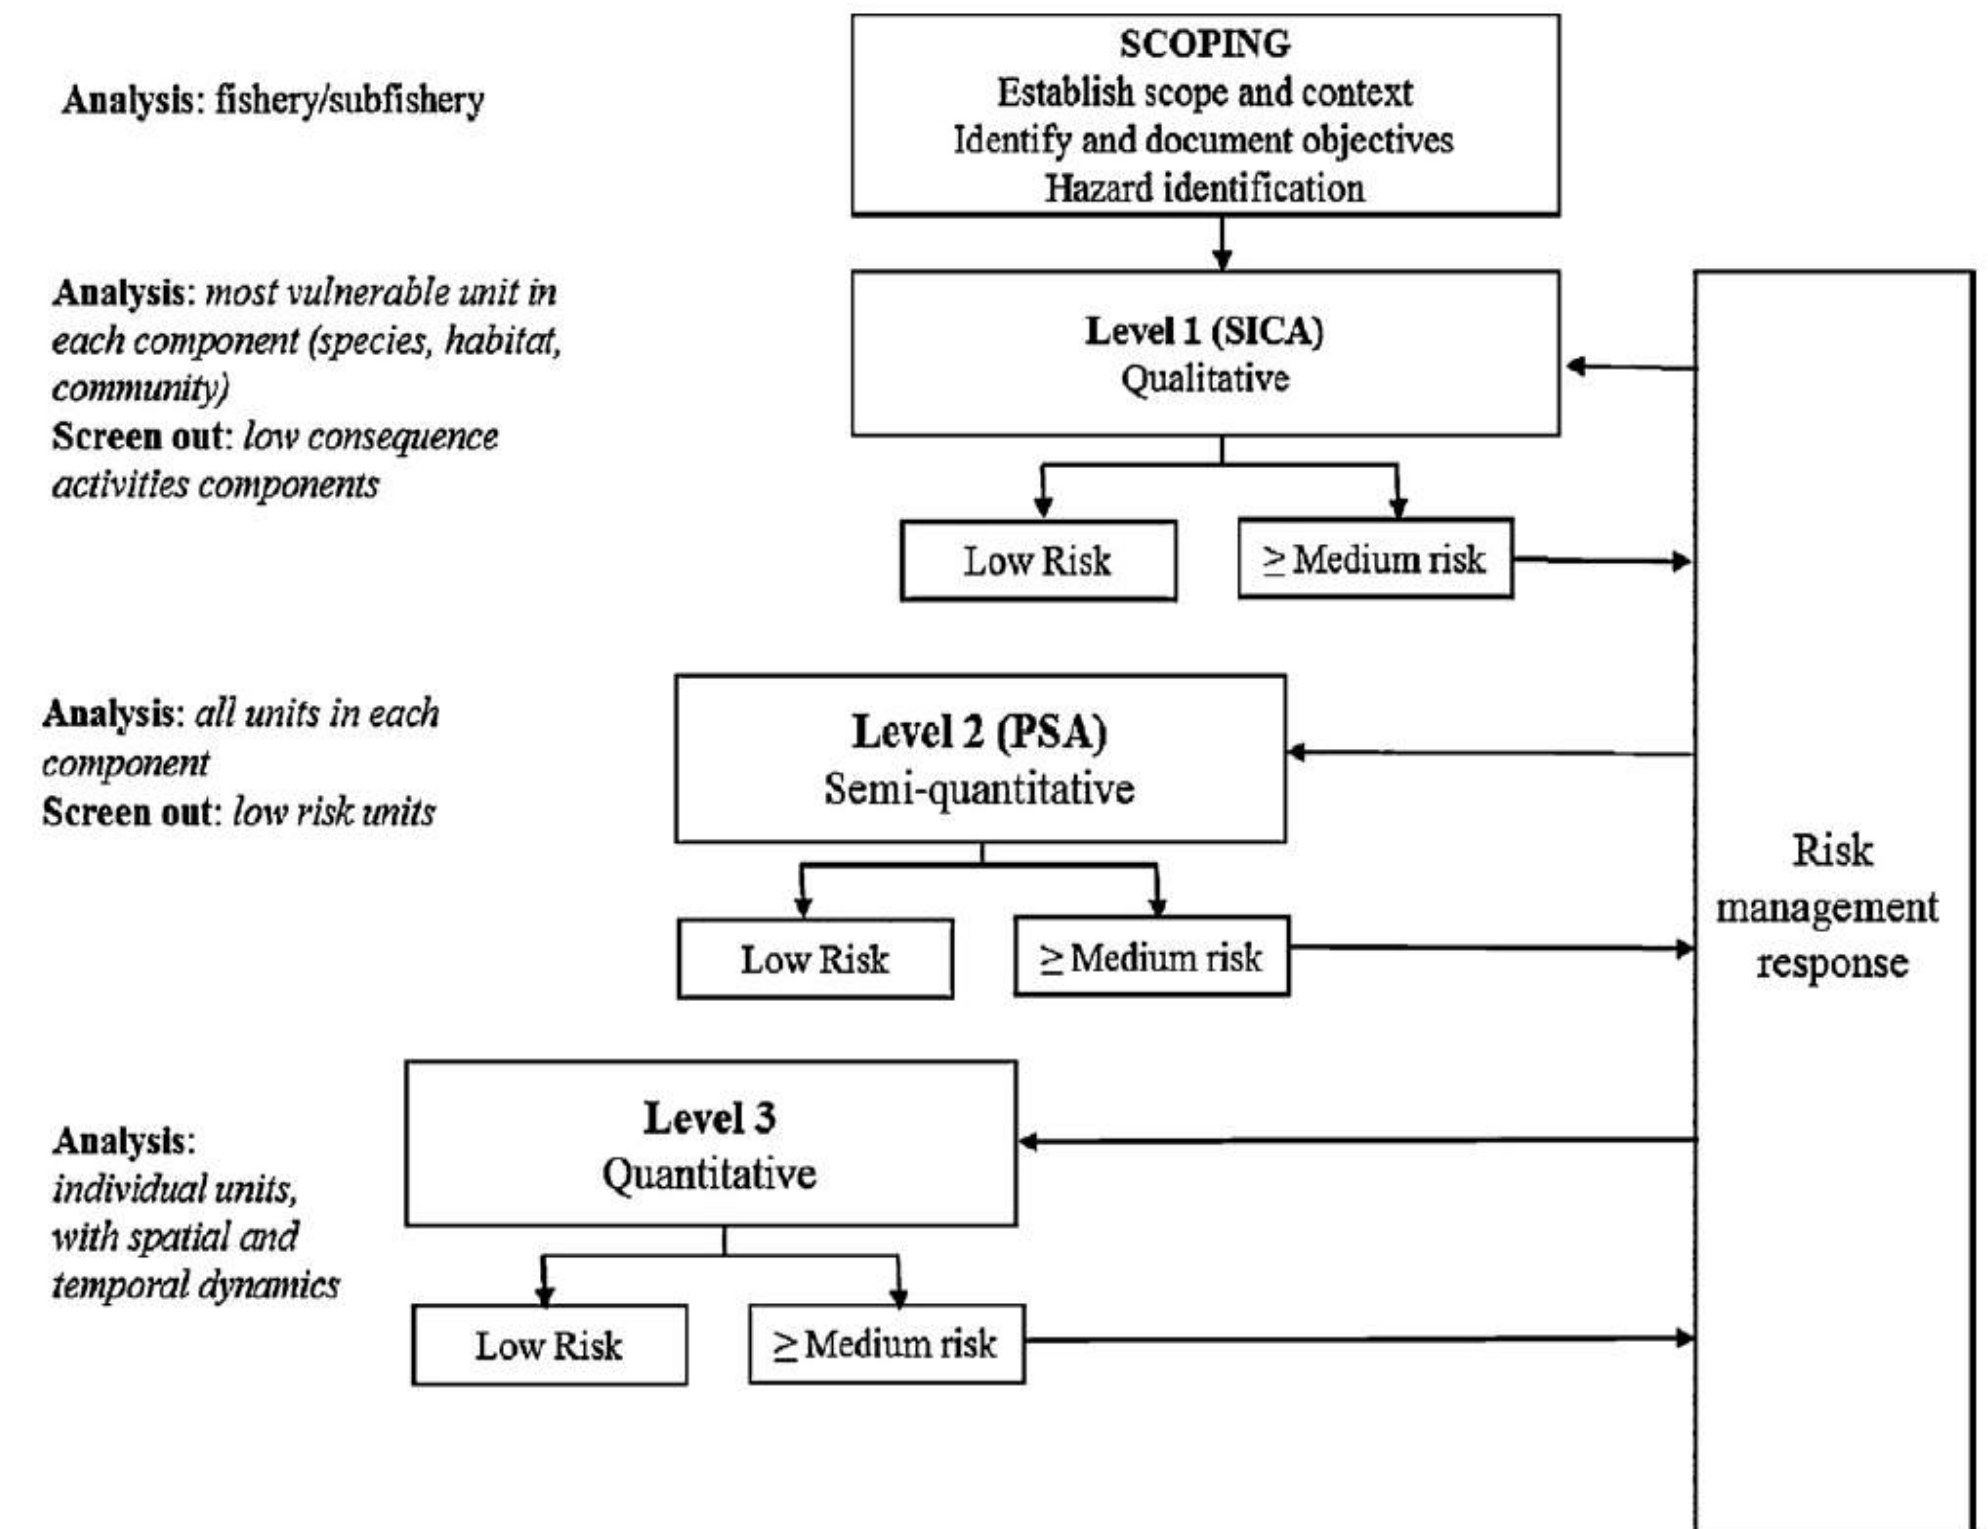 SCOPING
Establish scope and context
Identify and document objectives
Hazard identification
Analysis: fishery/subfishery
Analysis: most vulnerable unit in
each component (species, habitat,
community)
Screen out: low consequence
activities components
Level 1 (SICA)
Qualitative
Low Risk
≥ Medium risk
Analysis: all units in each
component
Screen out: low risk units
Level 2 (PSA)
Semi-quantitative
Low Risk
≥ Medium risk
Risk
management
response
Analysis:
individual units,
with spatial and
temporal dynamics
Level 3
Quantitative
Low Risk
≥ Medium risk